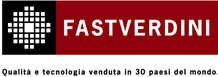 FASTVERDINI
Qualità e tecnologia venduta in 30 paesi del mondo